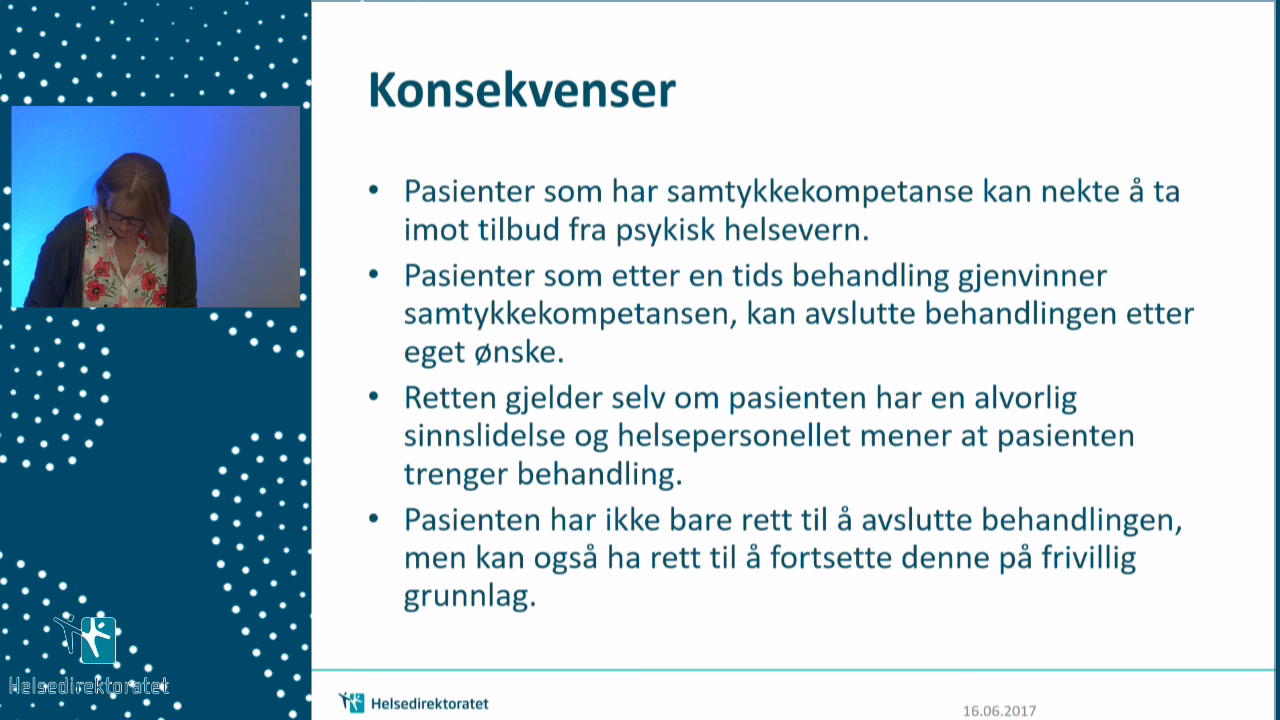 Konsekvenser
• Pasienter som har samtykkekompetanse kan nekte å ta
imot tilbud fra psykisk helsevern.
• Pasienter som etter en tids behandling gjenvinner
samtykkekompetansen, kan avslutte behandlingen etter
eget ønske.
• Retten gjelder selv om pasienten har en alvorlig
sinnslidelse og helsepersonellet mener at pasienten
trenger behandling.
• Pasienten har ikke bare rett til å avslutte behandlingen,
men kan også ha rett til å fortsette denne på frivillig
grunnlag.
Helsedirektoratet
Helsedirektoratet
16.06.2017